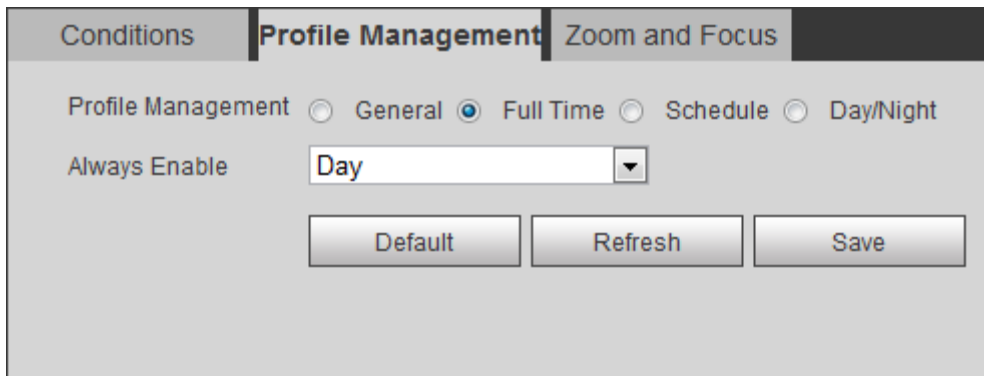 Conditions Profile Management Zoom and Focus
Profile Management General Full Time Schedule Day/Night
Always Enable Day
Default Refresh Save